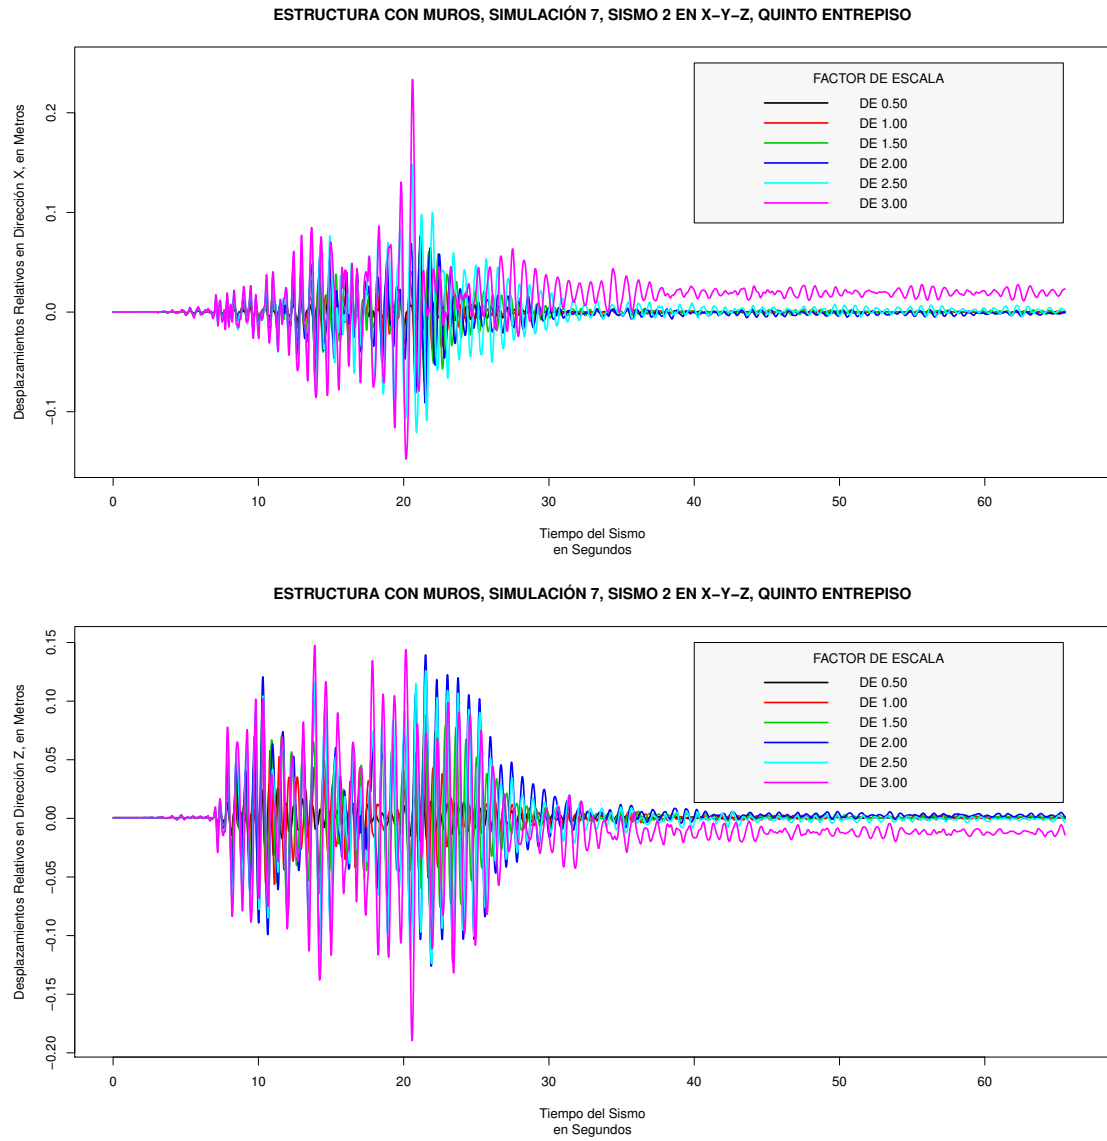 ESTRUCTURA CON MUROS, SIMULACIÓN 7, SISMO 2 EN X−Y−Z, QUINTO ENTREPISO
Desplazamientos Relativos en Dirección X, en Metros
0.2
0.1
0.0
−0.1
FACTOR DE ESCALA
DE 0.50
DE 1.00
DE 1.50
DE 2.00
DE 2.50
DE 3.00
0 10 20 30 40 50 60
Tiempo del Sismo
en Segundos
ESTRUCTURA CON MUROS, SIMULACIÓN 7, SISMO 2 EN X−Y−Z, QUINTO ENTREPISO
Desplazamientos Relativos en Dirección Z, en Metros
0.15
0.10
0.05
0.00
−0.05
−0.10
−0.15
−0.20
FACTOR DE ESCALA
DE 0.50
DE 1.00
DE 1.50
DE 2.00
DE 2.50
DE 3.00
0 10 20 30 40 50 60
Tiempo del Sismo
en Segundos